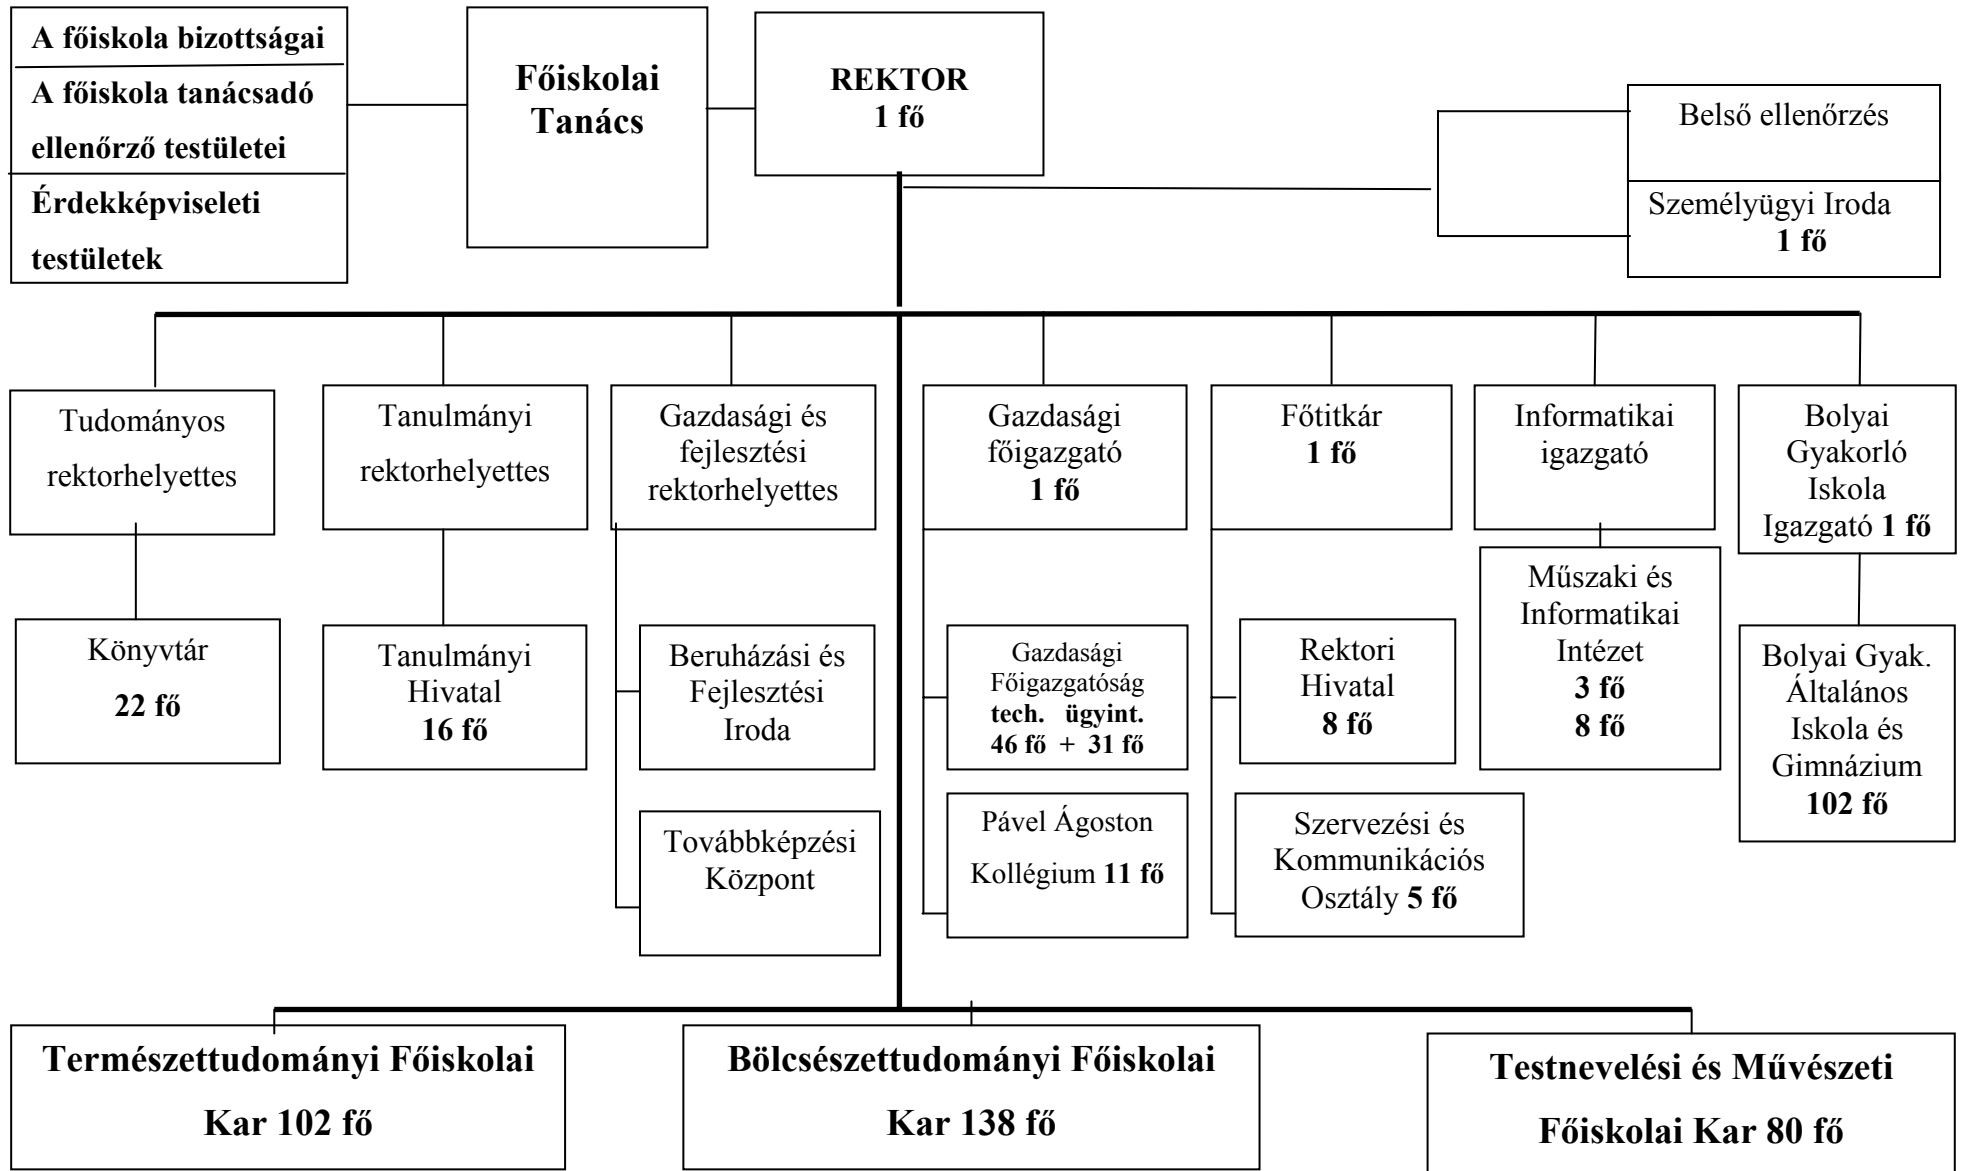 A főiskola bizottságai
A főiskola tanácsadó
ellenőrző testületei
Érdekképviseleti
testületek
Főiskolai
Tanács
REKTOR
1 fő
Belső ellenőrzés
Személyügyi Iroda
1 fő
Tudományos
rektorhelyettes
Tanulmányi
rektorhelyettes
Gazdasági és
fejlesztési
rektorhelyettes
Gazdasági
főigazgató
1 fő
Főtitkár
1 fő
Informatikai
igazgató
Bolyai
Gyakorló
Iskola
Igazgató 1 fő
Könyvtár
22 fő
Tanulmányi
Hivatal
16 fő
Beruházási és
Fejlesztési
Iroda
Továbbképzési
Központ
Gazdasági
Főigazgatóság
tech. ügyint.
46 fő + 31 fő
Pável Ágoston
Kollégium 11 fő
Rektori
Hivatal
8 fő
Szervezési és
Kommunikációs
Osztály 5 fő
Műszaki és
Informatikai
Intézet
3 fő
8 fő
Bolyai Gyak.
Általános
Iskola és
Gimnázium
102 fő
Természettudományi Főiskolai
Kar 102 fő
Bölcsészettudományi Főiskolai
Kar 138 fő
Testnevelési és Művészeti
Főiskolai Kar 80 fő